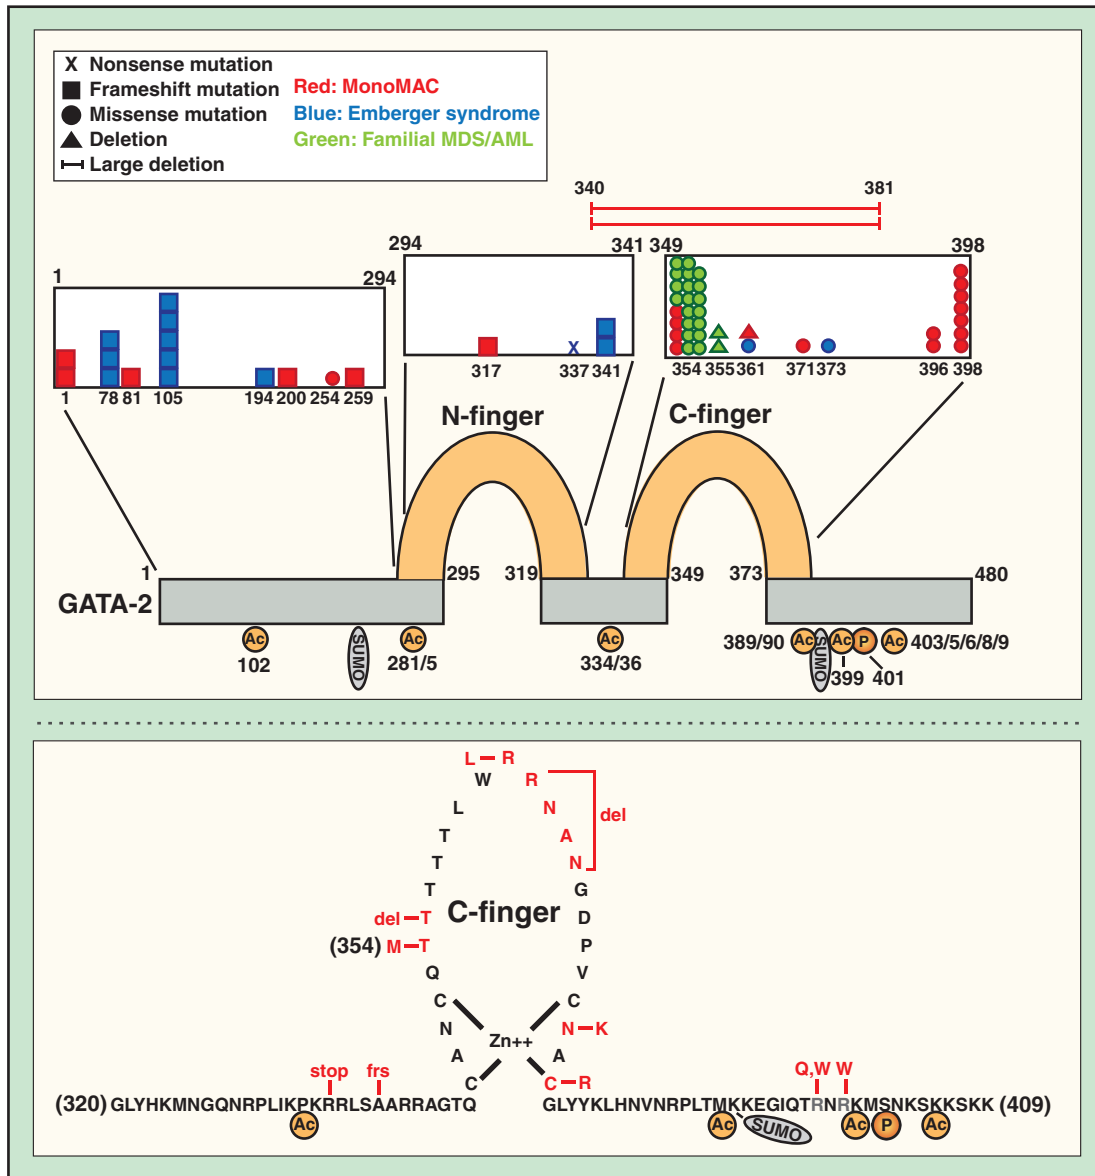 X Nonsense mutation
Frameshift mutation
Missense mutation
Deletion
Large deletion
Red: MonoMAC
Blue: Emberger syndrome
Green: Familial MDS/AML
340 381
294 341 349 398
1 294
X
317 337 341
354 355 361 371 373 396 398
1 78 81 105 194 200 254 259
N-finger C-finger
1 295 319 349 373 480
GATA-2
Ac SUMO Ac Ac Ac SUMO Ac P Ac
102 281/5 334/36 389/90 399 401 403/5/6/8/9
L R
W R
L N
T A
T N
T G
del T D
(354) M T P
Q V
C C
N N K
A A
C C R
del
C-finger
Zn++
stop frs Q,W W
(320) GLYHKMNGQNRPLIKPKRRLSAARRAGTQ GLYYKLHNVNRPLTMKKEGIQTRNRKMSNKSKKSKK (409)
Ac Ac SUMO Ac P Ac